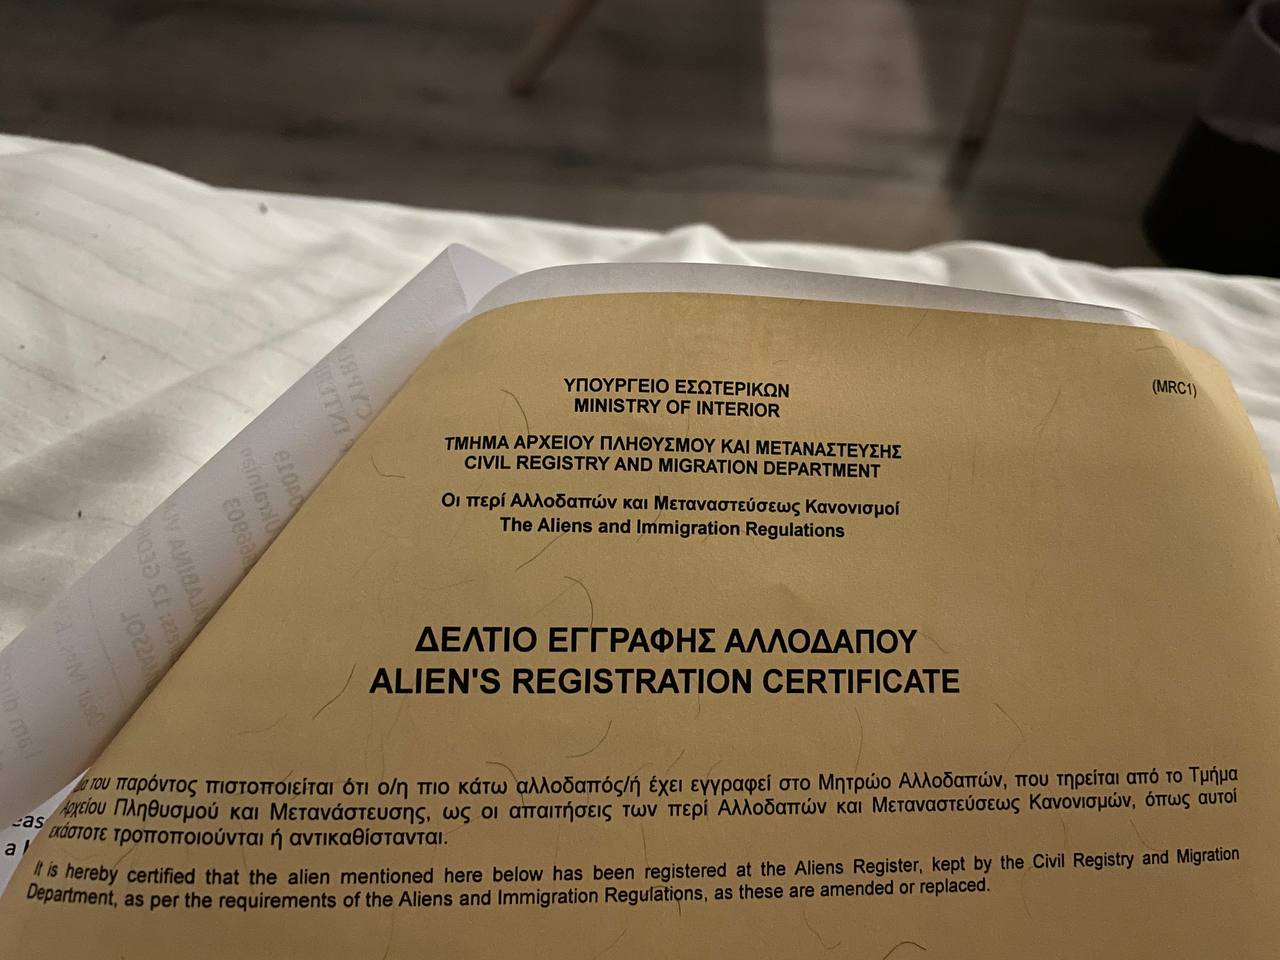 ΥΠΟΥΡΓΕΙΟ ΕΣΩΤΕΡΙΚΩΝ
MINISTRY OF INTERIOR
(MRC1)
ΤΜΗΜΑ ΑΡΧΕΙΟΥ ΠΛΗΘΥΣΜΟΥ ΚΑΙ ΜΕΤΑΝΑΣΤΕΥΣΗΣ
CIVIL REGISTRY AND MIGRATION DEPARTMENT
Οι περί Αλλοδαπών και Μεταναστεύσεως Κανονισμοί
The Aliens and Immigration Regulations
ΔΕΛΤΙΟ ΕΓΓΡΑΦΗΣ ΑΛΛΟΔΑΠΟΥ
ALIEN'S REGISTRATION CERTIFICATE
του παρόντος πιστοποιείται ότι ο/η πιο κάτω αλλοδαπός/ή έχει εγγραφεί στο Μητρώο Αλλοδαπών, που τηρείται από το Τμήμα
Αρχείου Πληθυσμού και Μετανάστευσης, ως οι απαιτήσεις των περί Αλλοδαπών και Μεταναστεύσεως Κανονισμών, όπως αυτοί
εκάστοτε τροποποιούνται ή αντικαθίστανται.
It is hereby certified that the alien mentioned here below has been registered at the Aliens Register, kept by the Civil Registry and Migration
Department, as per the requirements of the Aliens and Immigration Regulations, as these are amended or replaced.